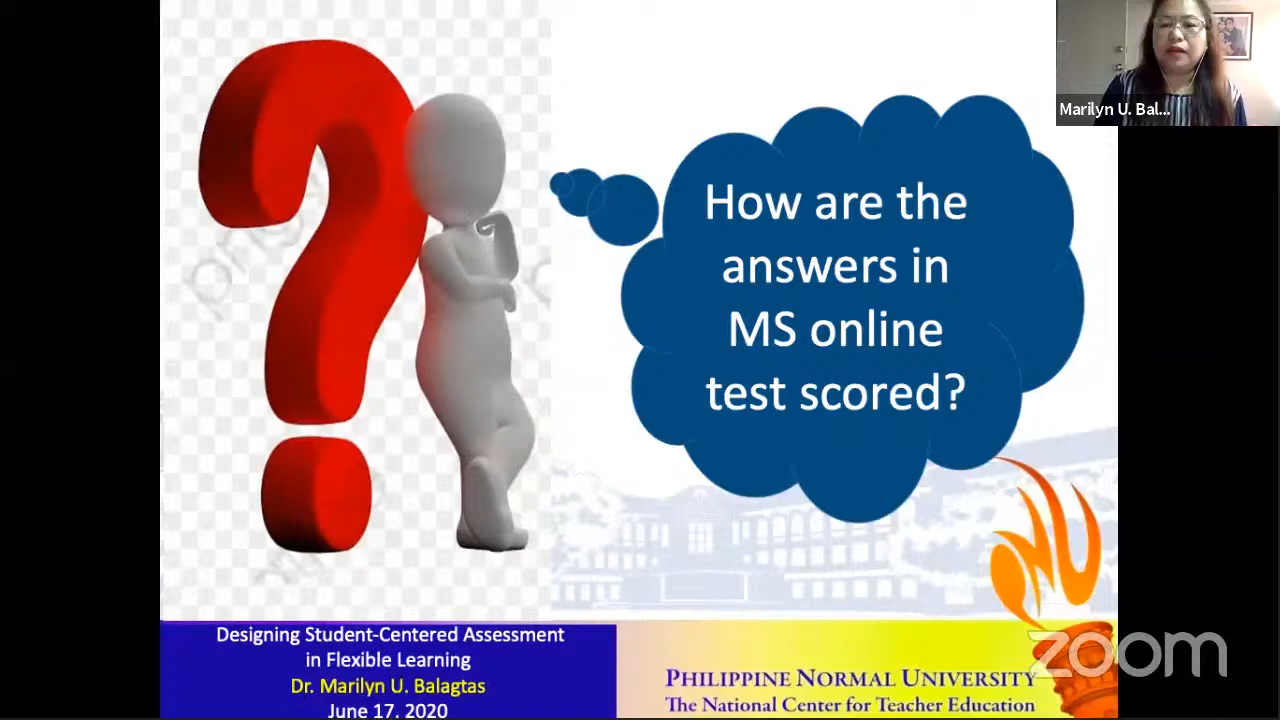 Marilyn U. Bal...
How are the
answers in
MS online
test scored?
Designing Student-Centered Assessment
in Flexible Learning
Dr. Marilyn U. Balagtas
June 17, 2020
PHILIPPINE NORMAL UNIVERSITY
The National Center for Teacher Education
PNU
zoom